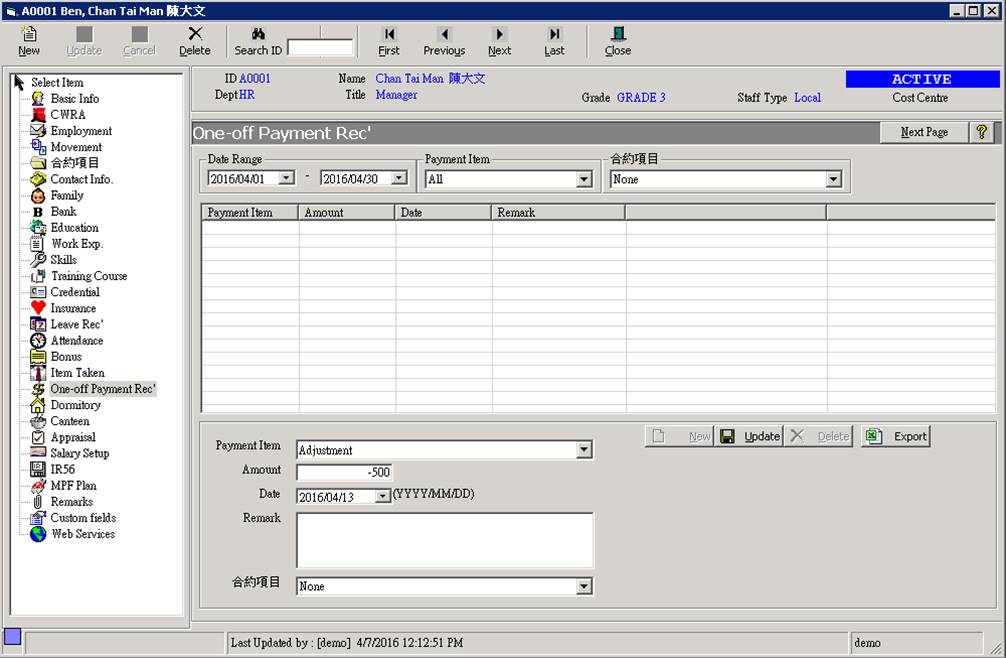 A0001 Ben, Chan Tai Man 陳大文
New Update Cancel Delete Search ID First Previous Next Last Close
Select Item
Basic Info
CWRA
Employment
Movement
合約項目
Contact Info.
Family
Bank
Education
Work Exp.
Skills
Training Course
Credential
Insurance
Leave Rec'
Attendance
Bonus
Item Taken
One-off Payment Rec'
Dormitory
Canteen
Appraisal
Salary Setup
IR56
MPF Plan
Remarks
Custom fields
Web Services
ID A0001 Name Chan Tai Man 陳大文 ACTIVE
Dept HR Title Manager Grade GRADE 3 Staff Type Local Cost Centre
One-off Payment Rec' Next Page ?
Date Range Payment Item 合約項目
2016/04/01 - 2016/04/30 All None
Payment Item Amount Date Remark
New Update Delete Export
Payment Item Adjustment
Amount -500
Date 2016/04/13 (YYYY/MM/DD)
Remark
合約項目 None
Last Updated by : [demo] 4/7/2016 12:12:51 PM demo